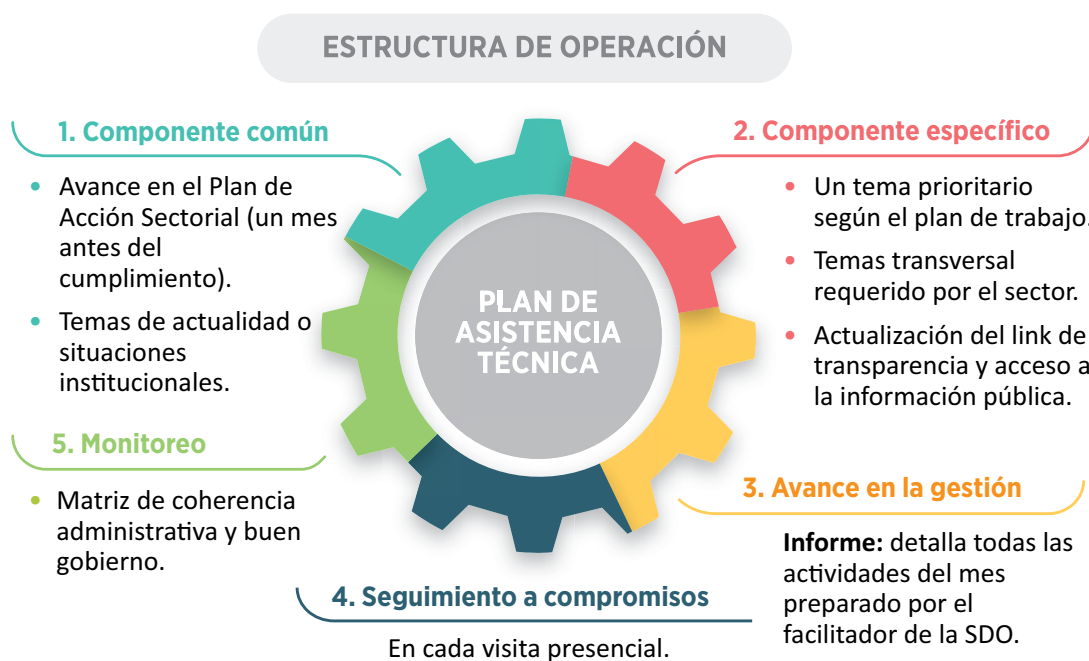 ESTRUCTURA DE OPERACIÓN
1. Componente común
• Avance en el Plan de
Acción Sectorial (un mes
antes del
cumplimiento).
• Temas de actualidad o
situaciones
institucionales.
2. Componente específico
• Un tema prioritario
según el plan de trabajo.
• Temas transversal
requerido por el sector.
• Actualización del link de
transparencia y acceso a
la información pública.
PLAN DE
ASISTENCIA
TÉCNICA
3. Avance en la gestión
Informe: detalla todas las
actividades del mes
preparado por el
facilitador de la SDO.
4. Seguimiento a compromisos
En cada visita presencial.
5. Monitoreo
• Matriz de coherencia
administrativa y buen
gobierno.